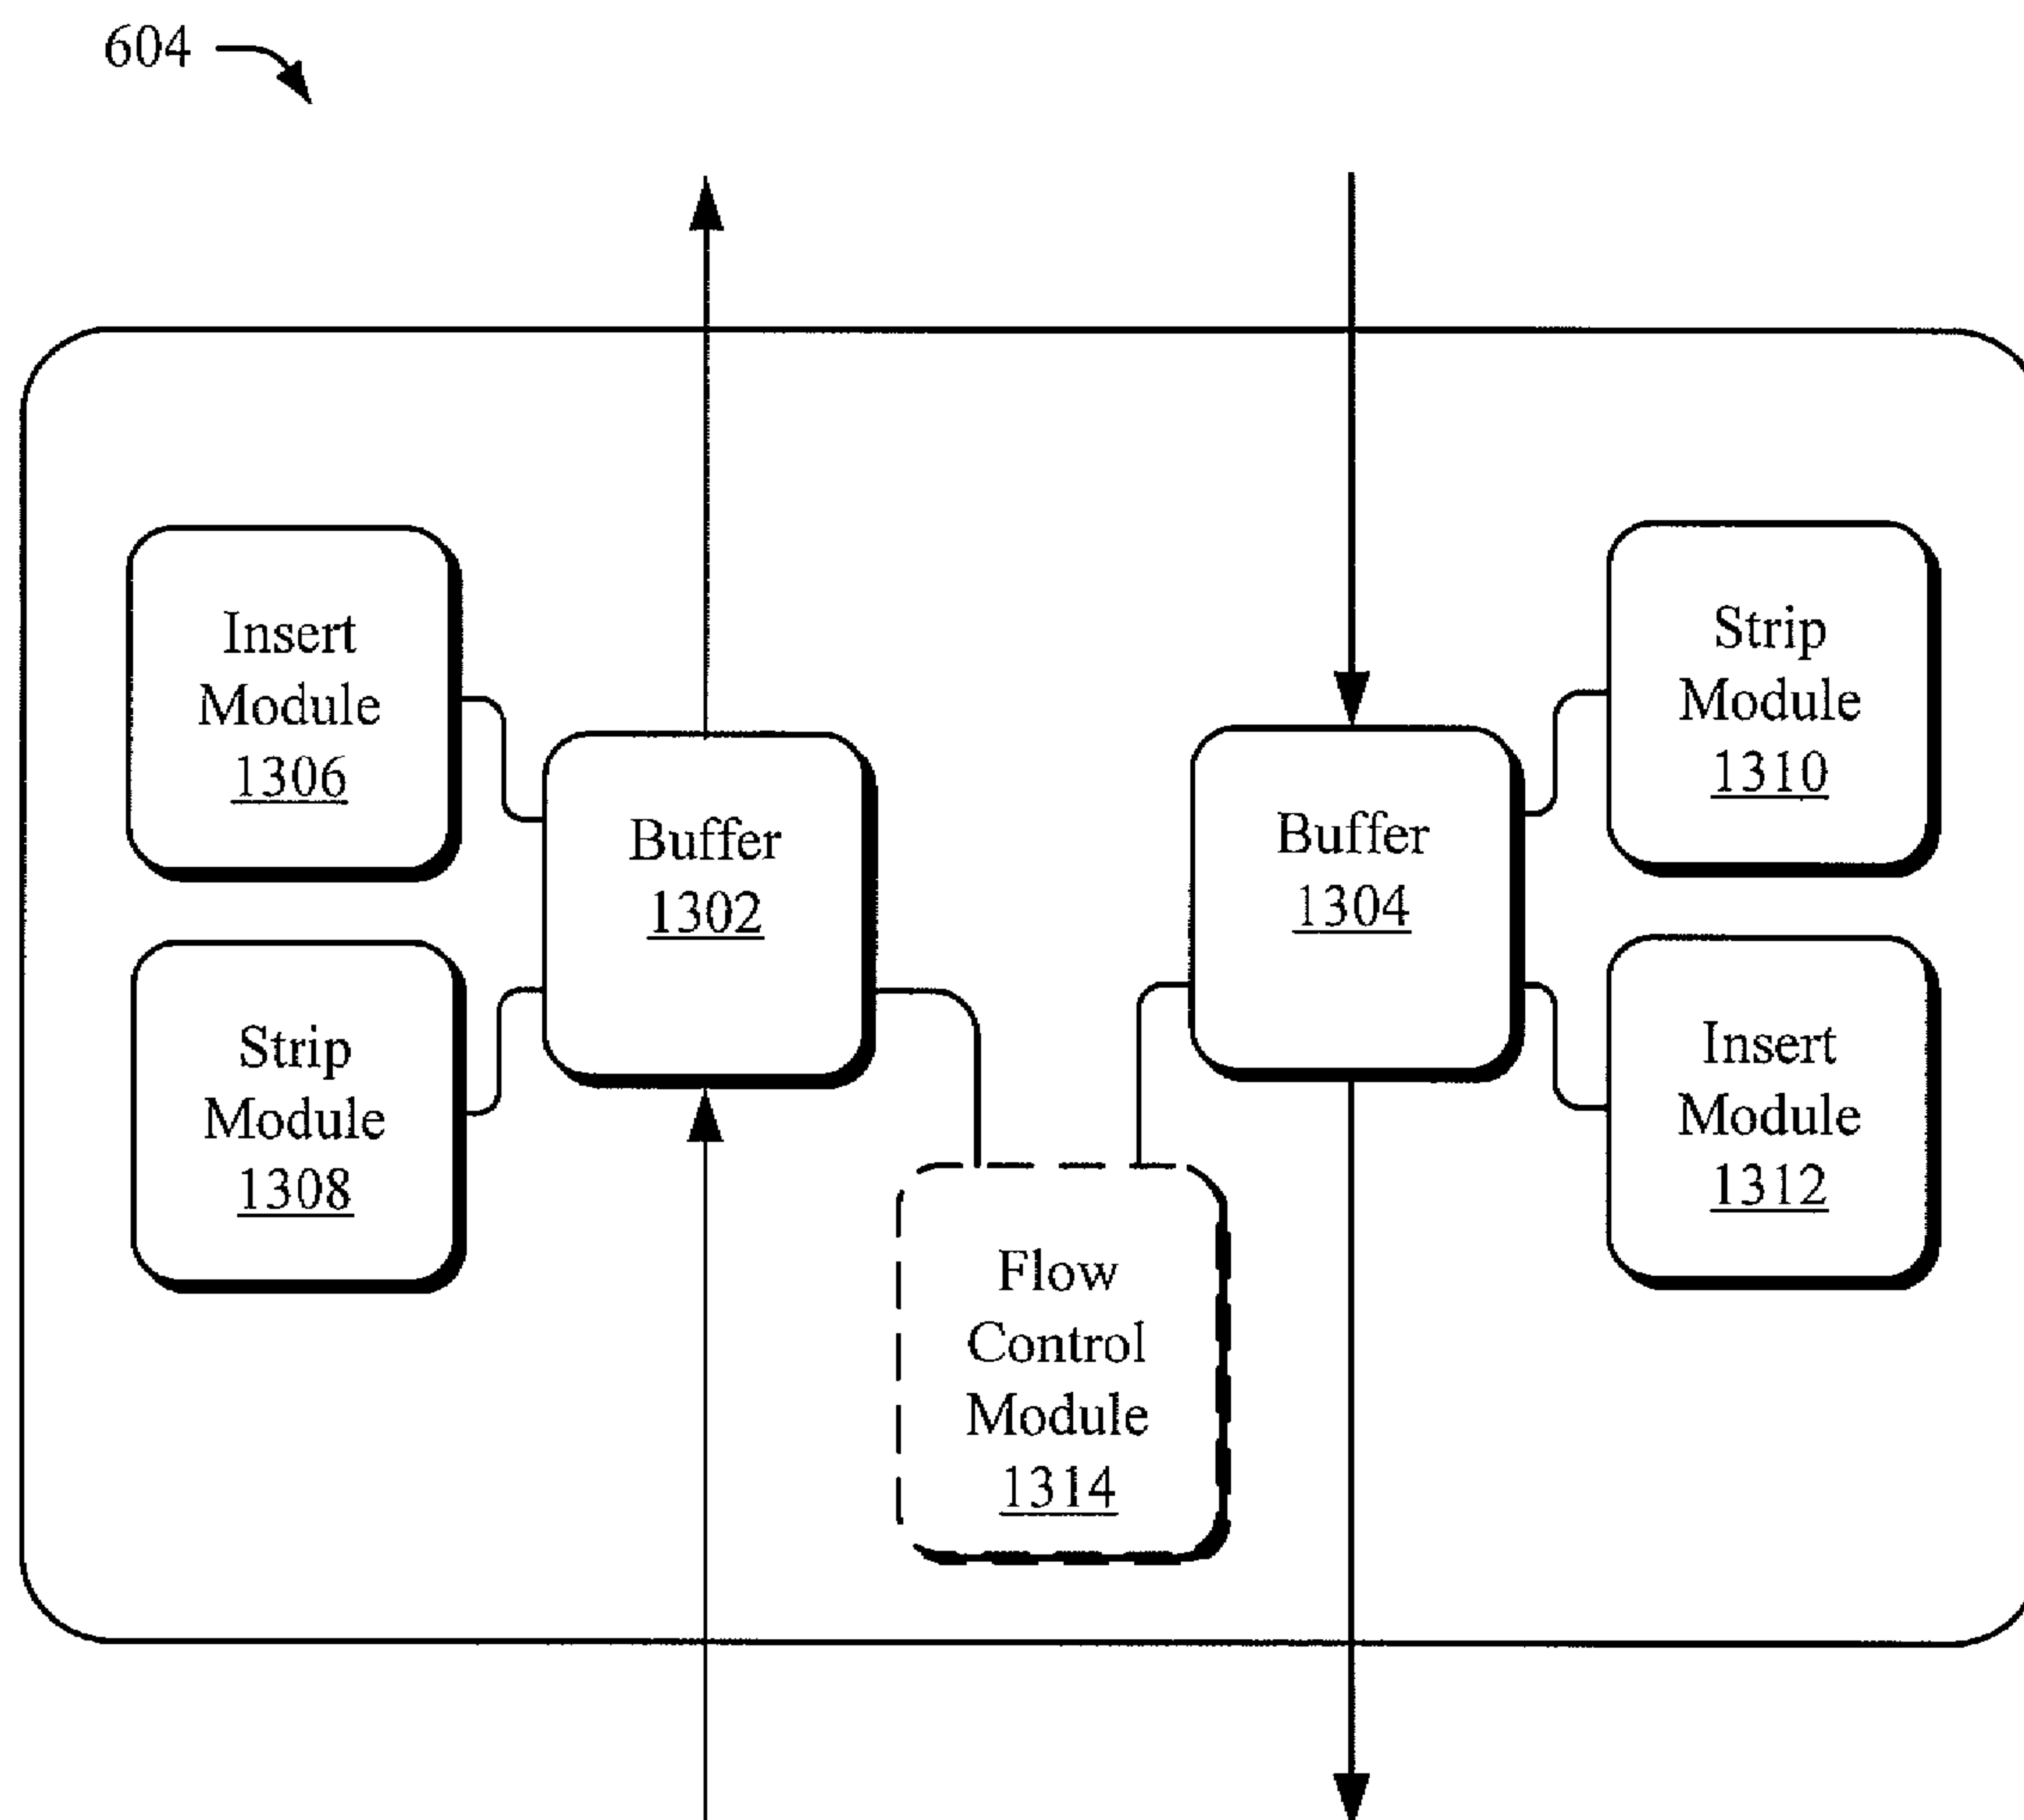 604
Insert
Module
1306
Strip
Module
1308
Buffer
1302
Flow
Control
Module
1314
Buffer
1304
Strip
Module
1310
Insert
Module
1312